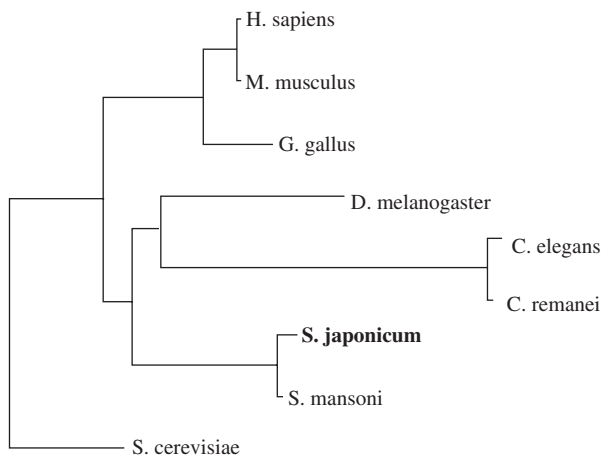 H. sapiens
M. musculus
G. gallus
D. melanogaster
C. elegans
C. remanei
S. japonicum
S. mansoni
S. cerevisiae